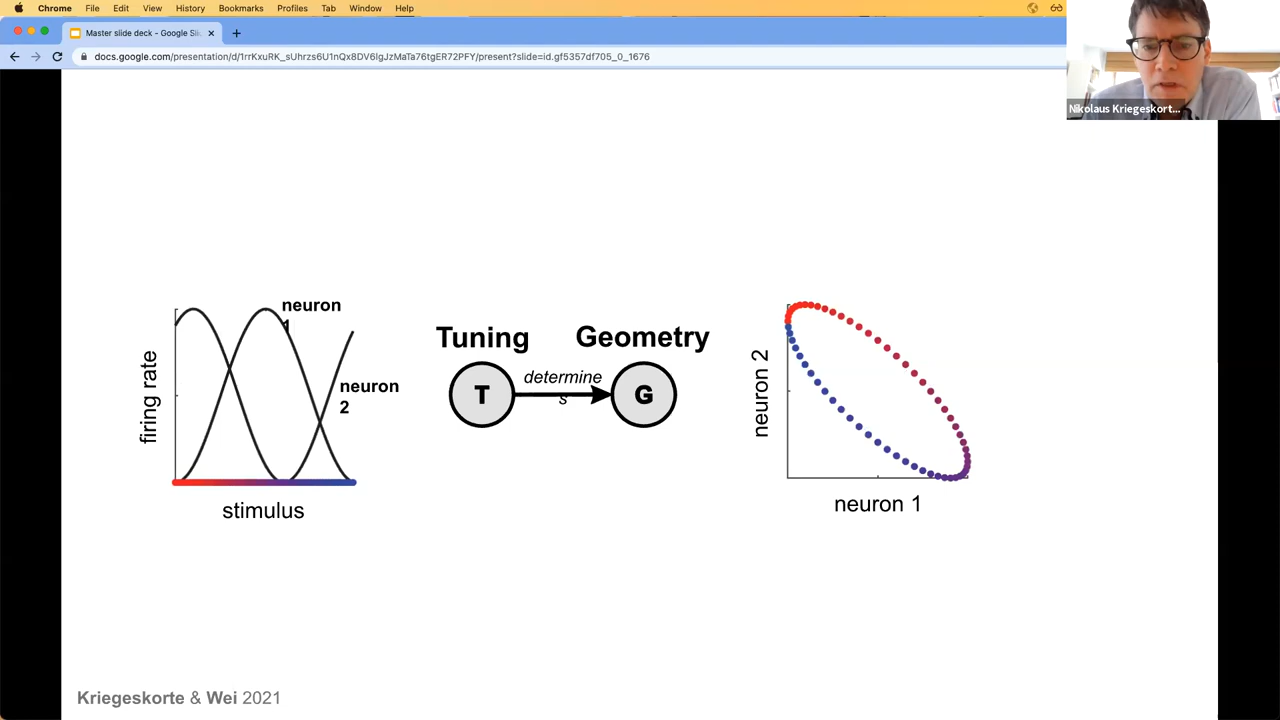 Chrome File Edit View History Bookmarks Profiles Tab Window Help
Master slide deck - Google Sli
docs.google.com/presentation/d/1rrKxuRK_sUhrzs6U1nQx8DV6IgJzMaTa76tgER72PFY/present?slide=id.gf5357df705_0_1676
Nikolaus Kriegeskort...
neuron
1
neuron
2
firing rate
stimulus
Tuning
Geometry
T
determine
s
G
neuron 2
neuron 1
Kriegeskorte & Wei 2021